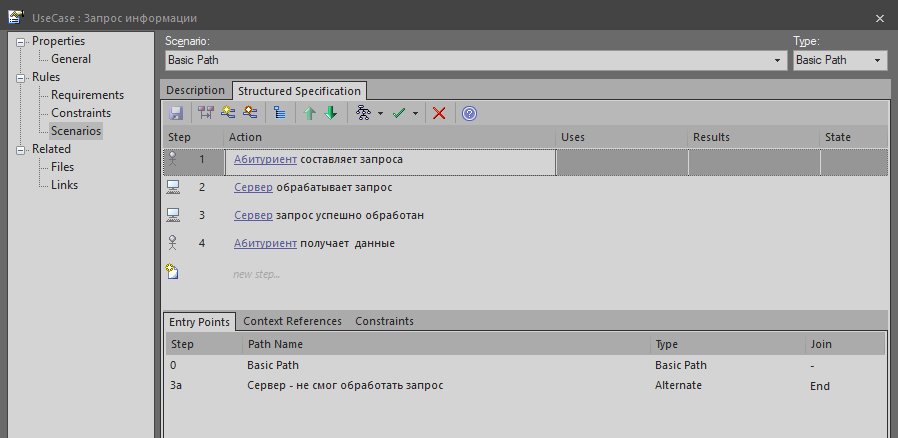 UseCase : Запрос информации
Properties
General
Rules
Requirements
Constraints
Scenarios
Related
Files
Links
Scenario: Type:
Basic Path Basic Path
Description Structured Specification
Step Action Uses Results State
1 Абитуриент составляет запроса
2 Сервер обрабатывает запрос
3 Сервер запрос успешно обработан
4 Абитуриент получает данные
new step...
Entry Points Context References Constraints
Step Path Name Type Join
0 Basic Path Basic Path -
3a Сервер - не смог обработать запрос Alternate End